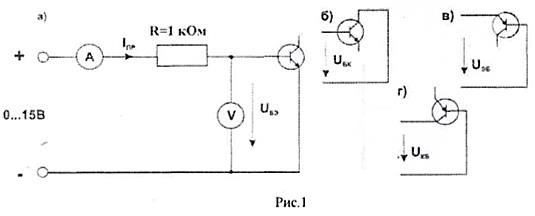 а)
+
A
Iпр
R=1 кОм
V
UБЭ
0...15В
-
б)
UБК
в)
UЭБ
г)
UКБ
Рис.1